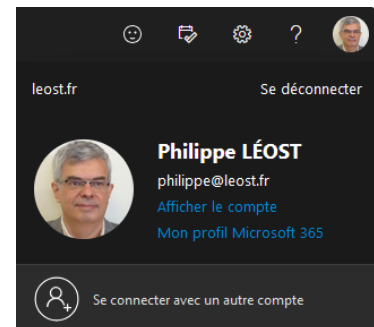 leost.fr Se déconnecter
Philippe LÉOST
philippe@leost.fr
Afficher le compte
Mon profil Microsoft 365
Se connecter avec un autre compte